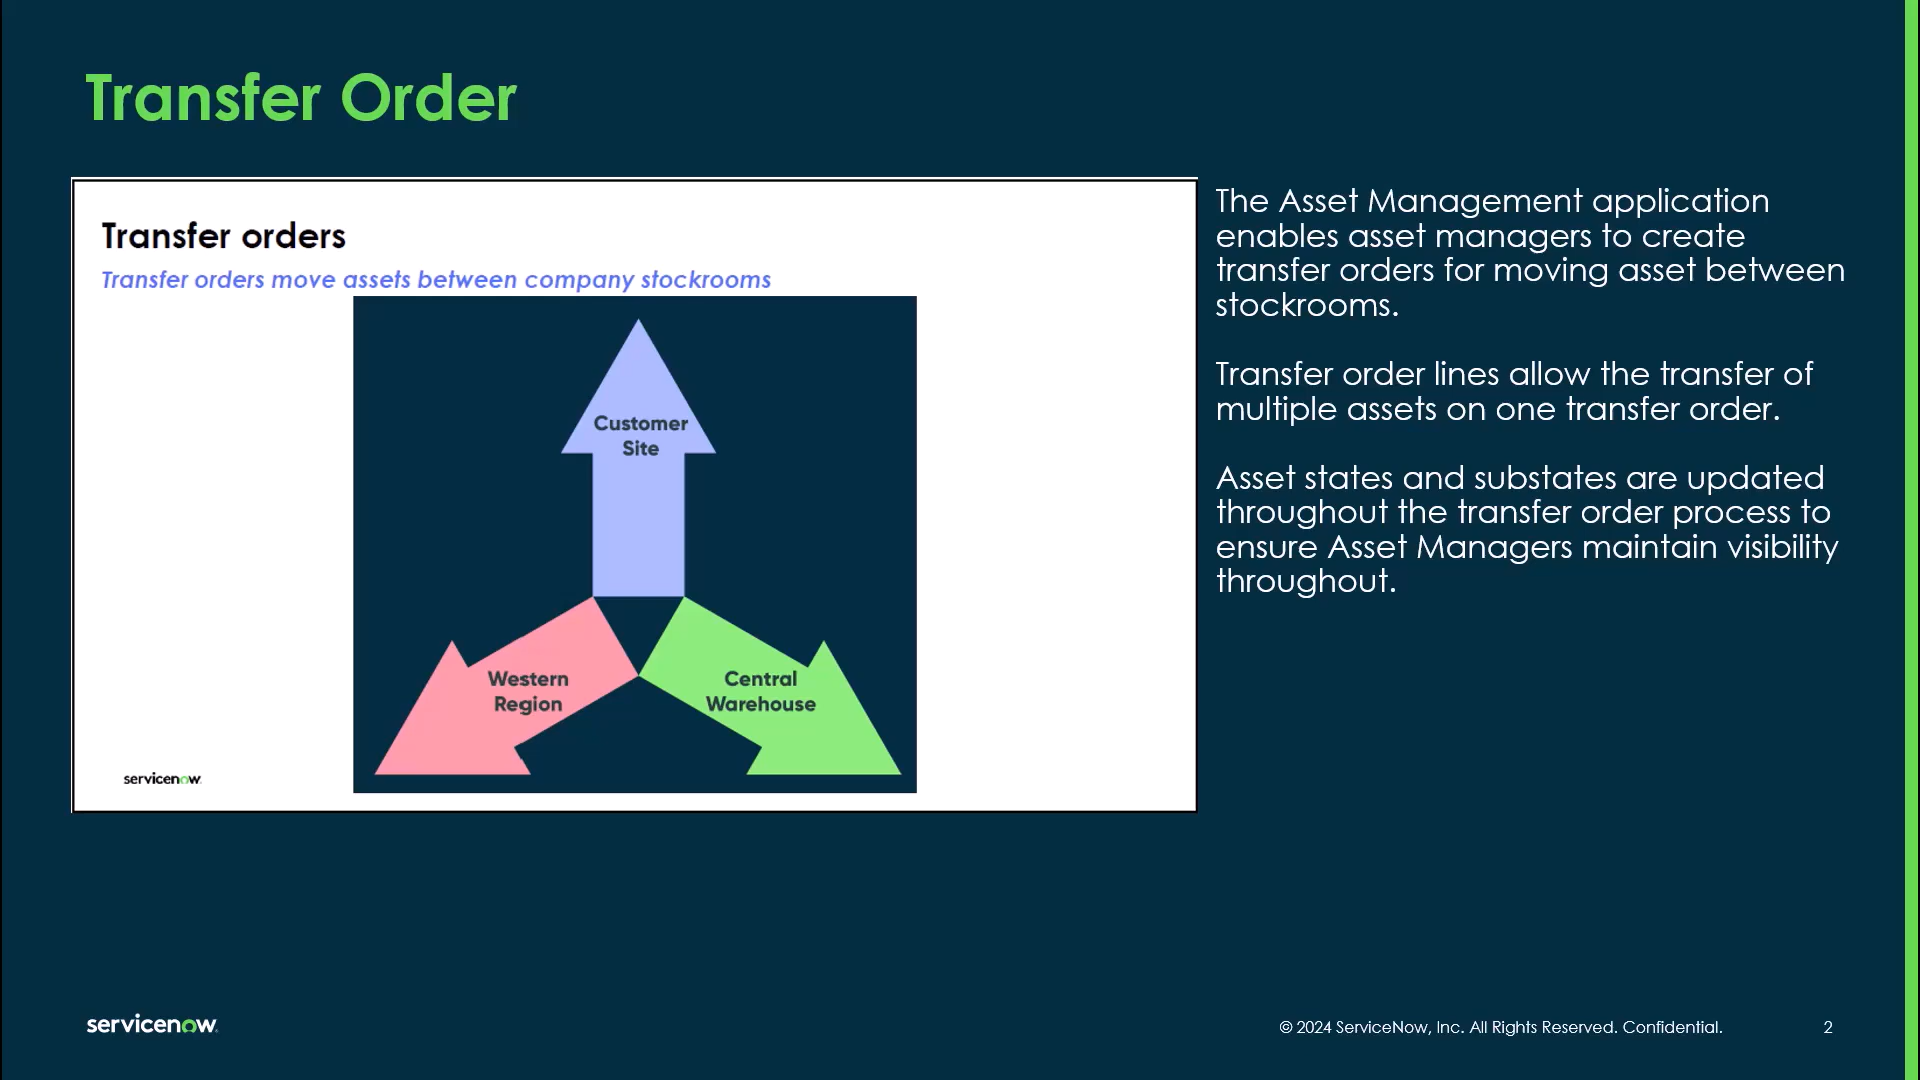 Transfer Order
Transfer orders
Transfer orders move assets between company stockrooms
Customer
Site
Western
Region
Central
Warehouse
servicenow
The Asset Management application
enables asset managers to create
transfer orders for moving asset between
stockrooms.
Transfer order lines allow the transfer of
multiple assets on one transfer order.
Asset states and substates are updated
throughout the transfer order process to
ensure Asset Managers maintain visibility
throughout.
servicenow
© 2024 ServiceNow, Inc. All Rights Reserved. Confidential.
2